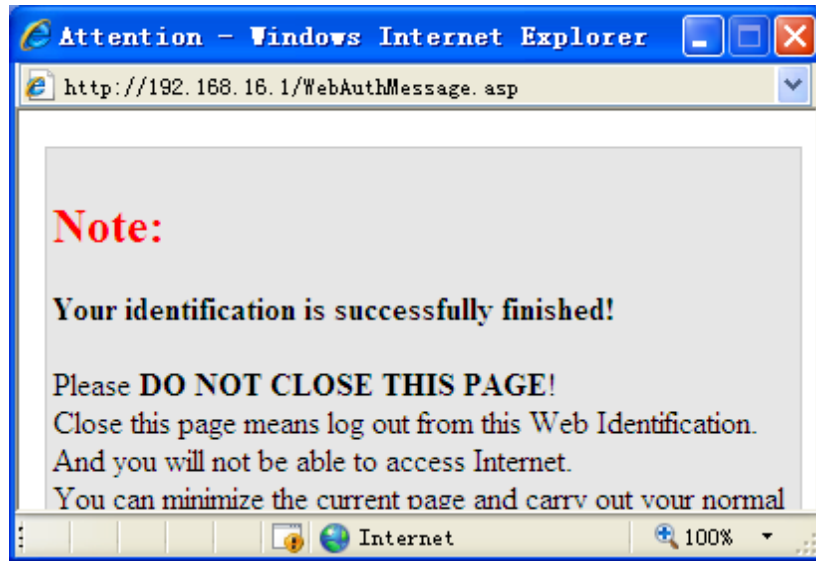 Attention - Windows Internet Explorer
http://192.168.16.1/WebAuthMessage.asp
Note:
Your identification is successfully finished!
Please DO NOT CLOSE THIS PAGE!
Close this page means log out from this Web Identification.
And you will not be able to access Internet.
You can minimize the current page and carry out your normal
Internet
100%